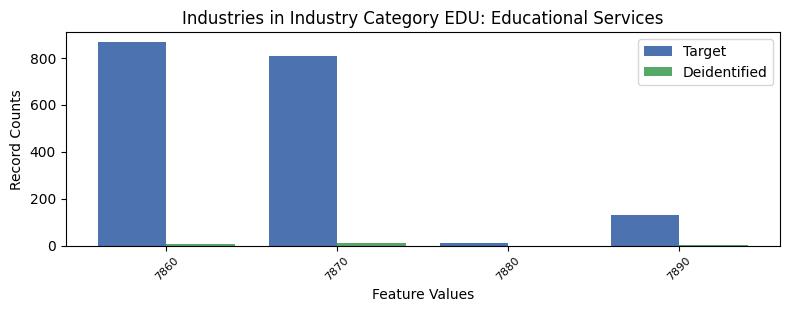 Industries in Industry Category EDU: Educational Services
Target
Deidentified
Record Counts
800
600
400
200
0
7860
7870
7880
7890
Feature Values